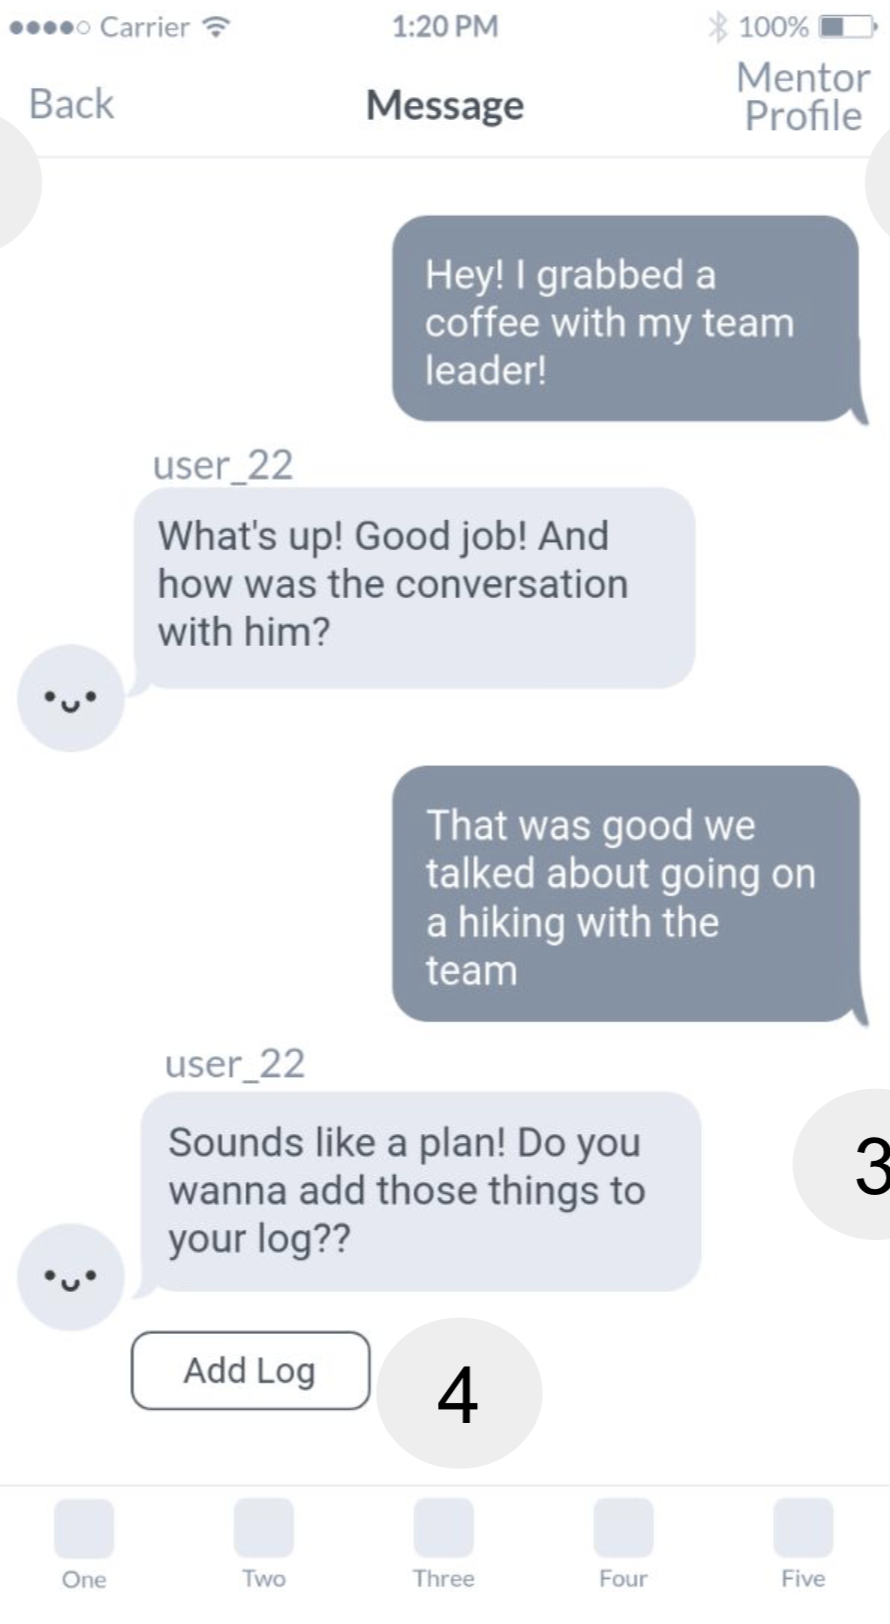 Carrier 1:20 PM 100%
Back Message Mentor
Profile
Hey! I grabbed a
coffee with my team
leader!
user_22
What's up! Good job! And
how was the conversation
with him?
That was good we
talked about going on
a hiking with the
team
user_22
Sounds like a plan! Do you
wanna add those things to
your log??
3
Add Log
4
One Two Three Four Five